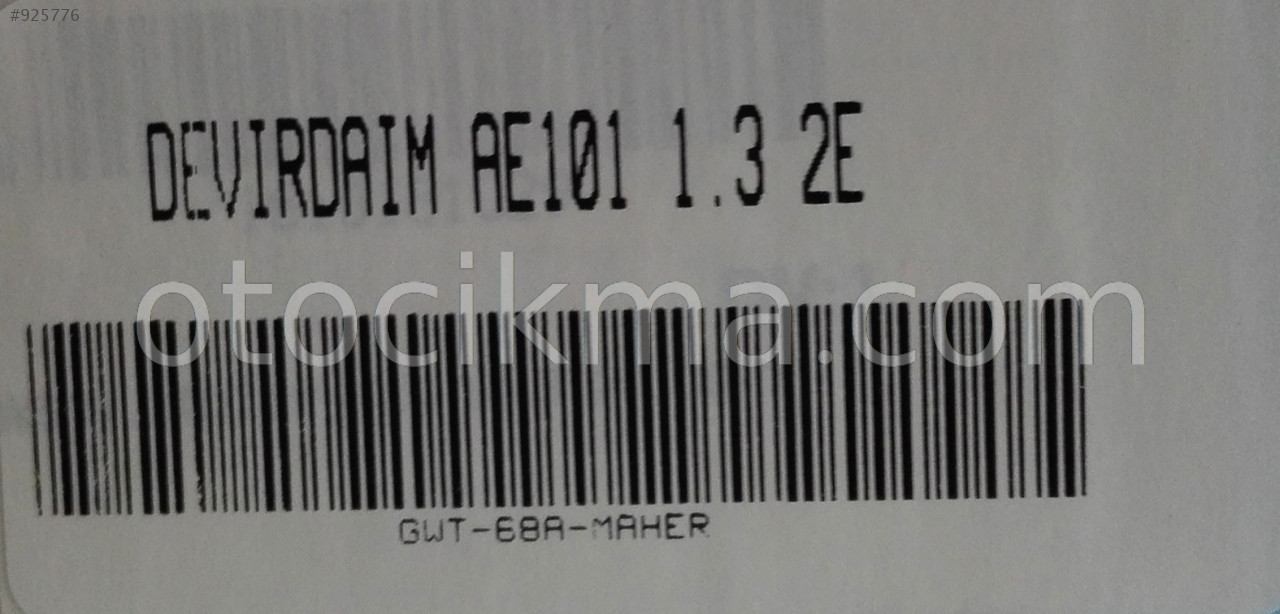 #925776
DEVIRDAIM AE101 1.3 2E
otocikma.com
GWT-68A-MAHER